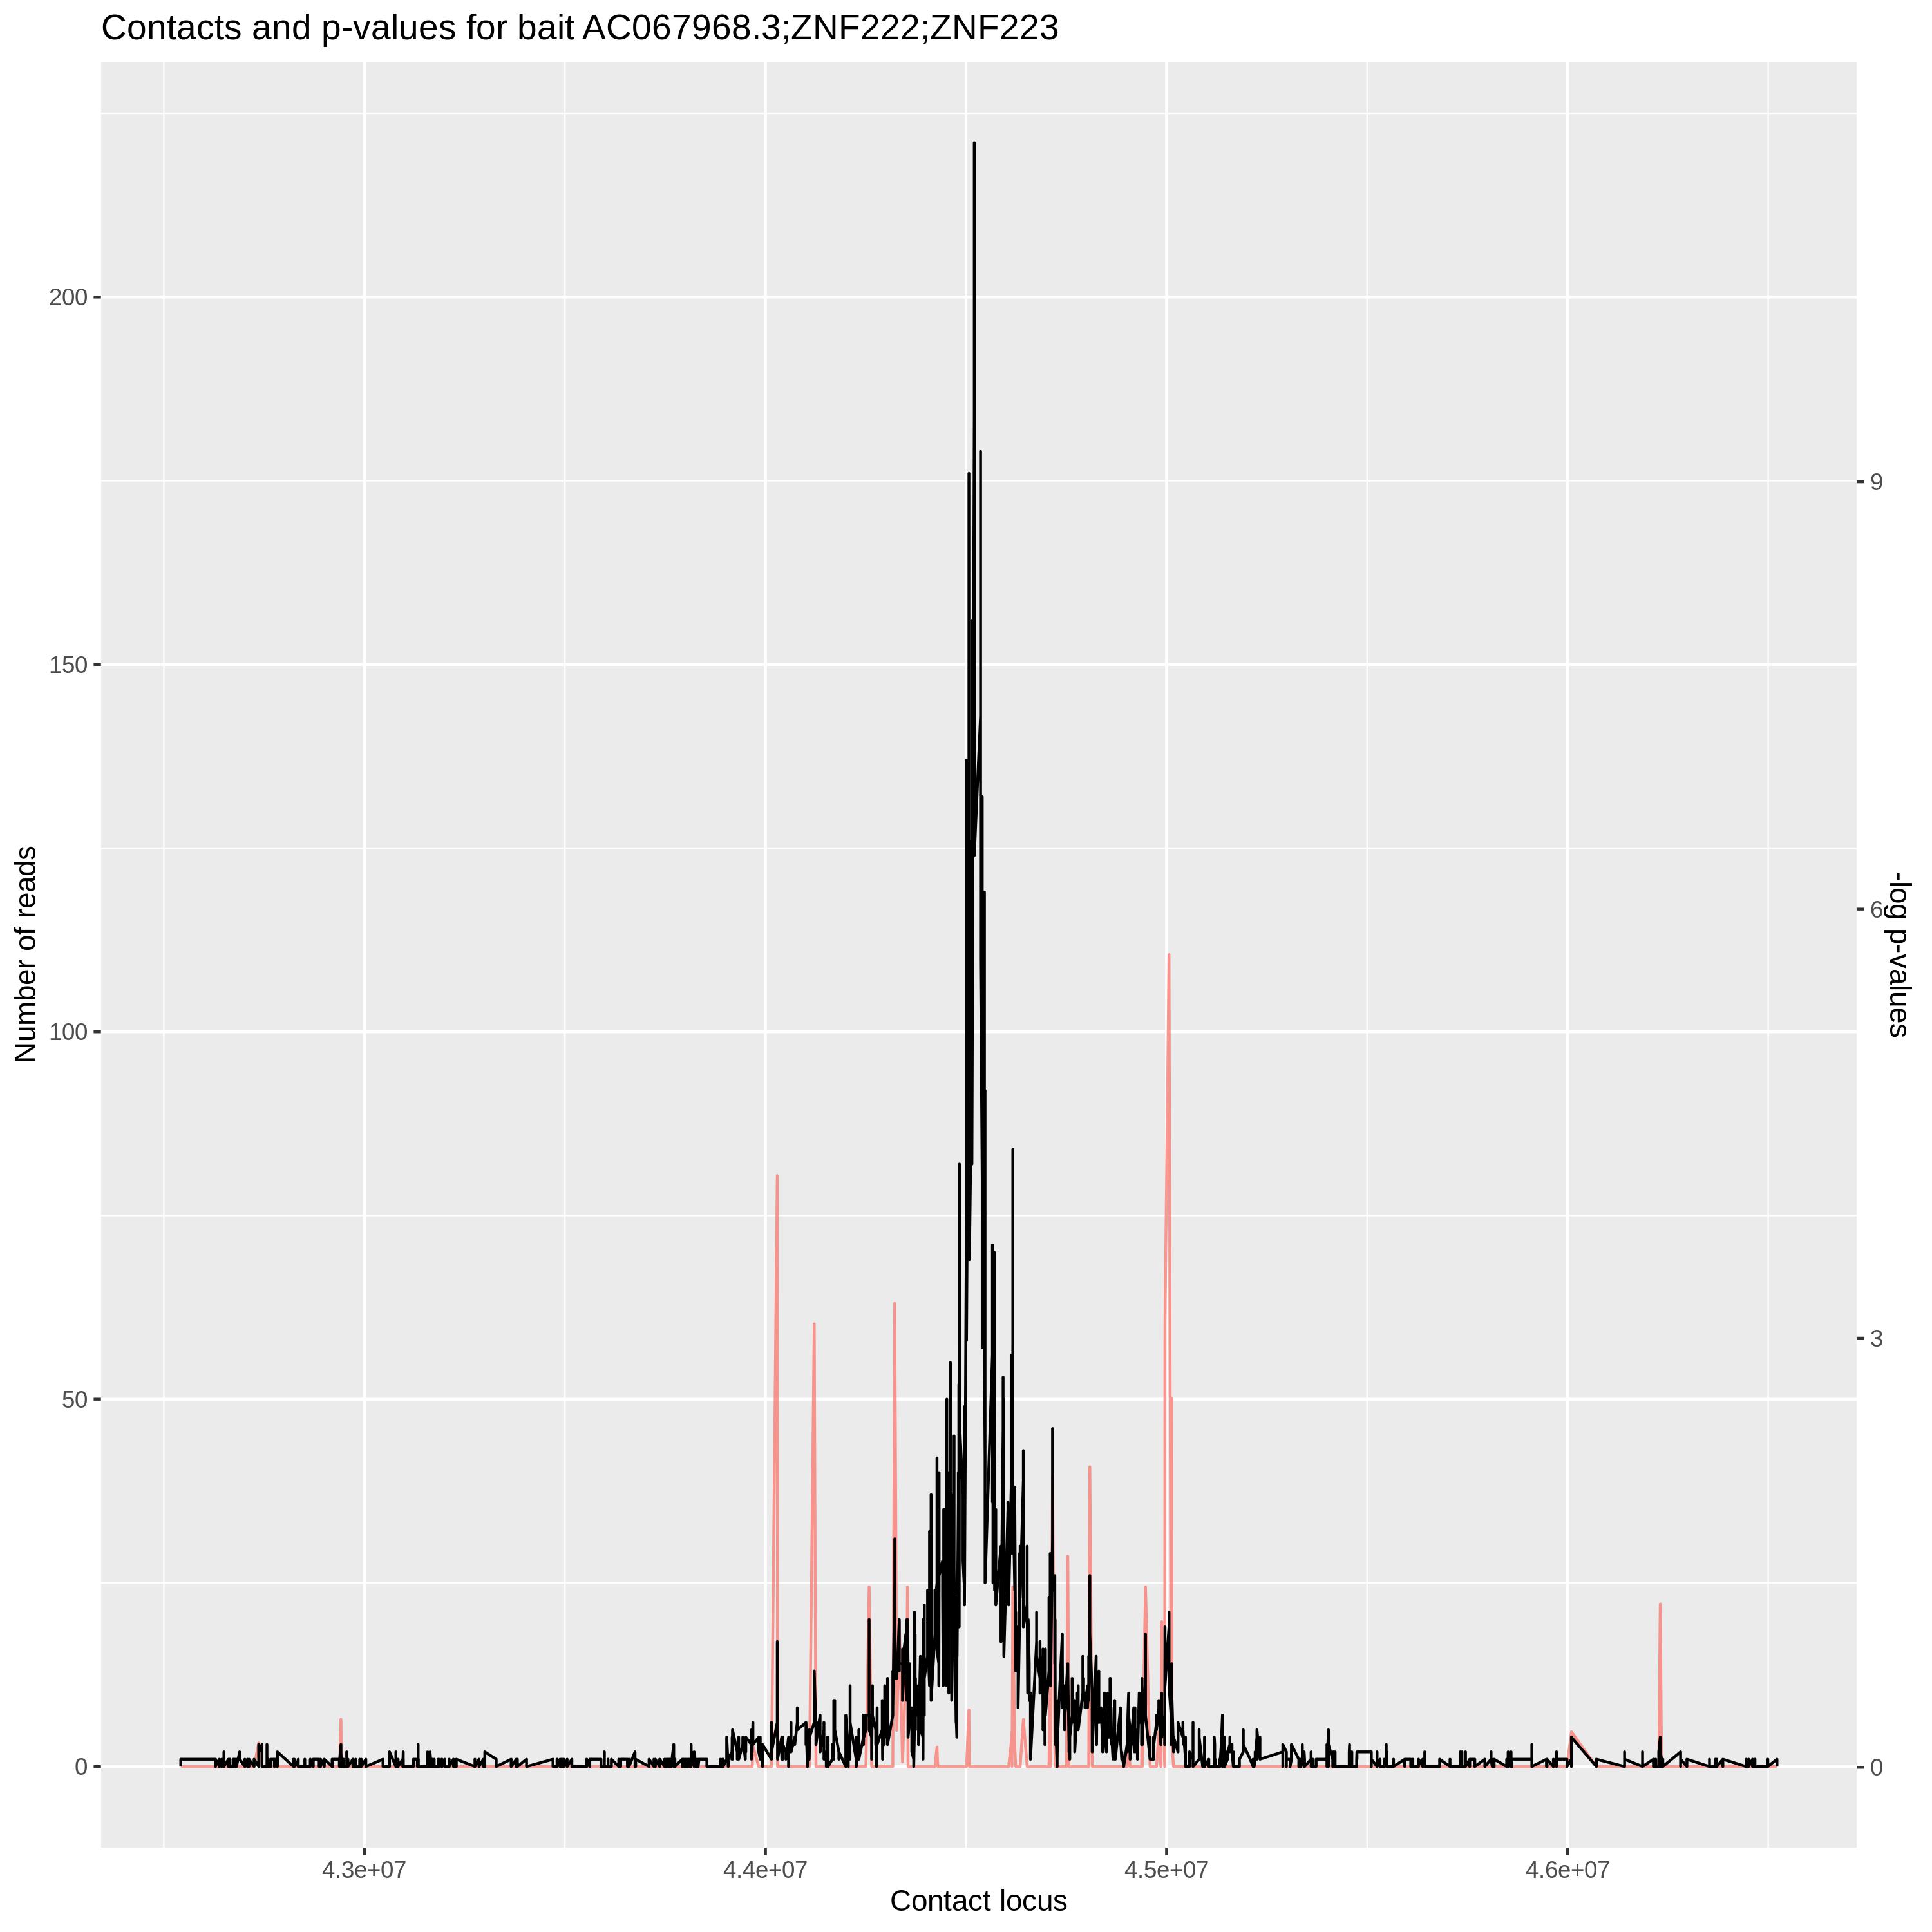 Contacts and p-values for bait AC067968.3;ZNF222;ZNF223
200
150
100
50
0
Number of reads
9
6
3
0
-log p-values
4.3e+07
4.4e+07
4.5e+07
4.6e+07
Contact locus